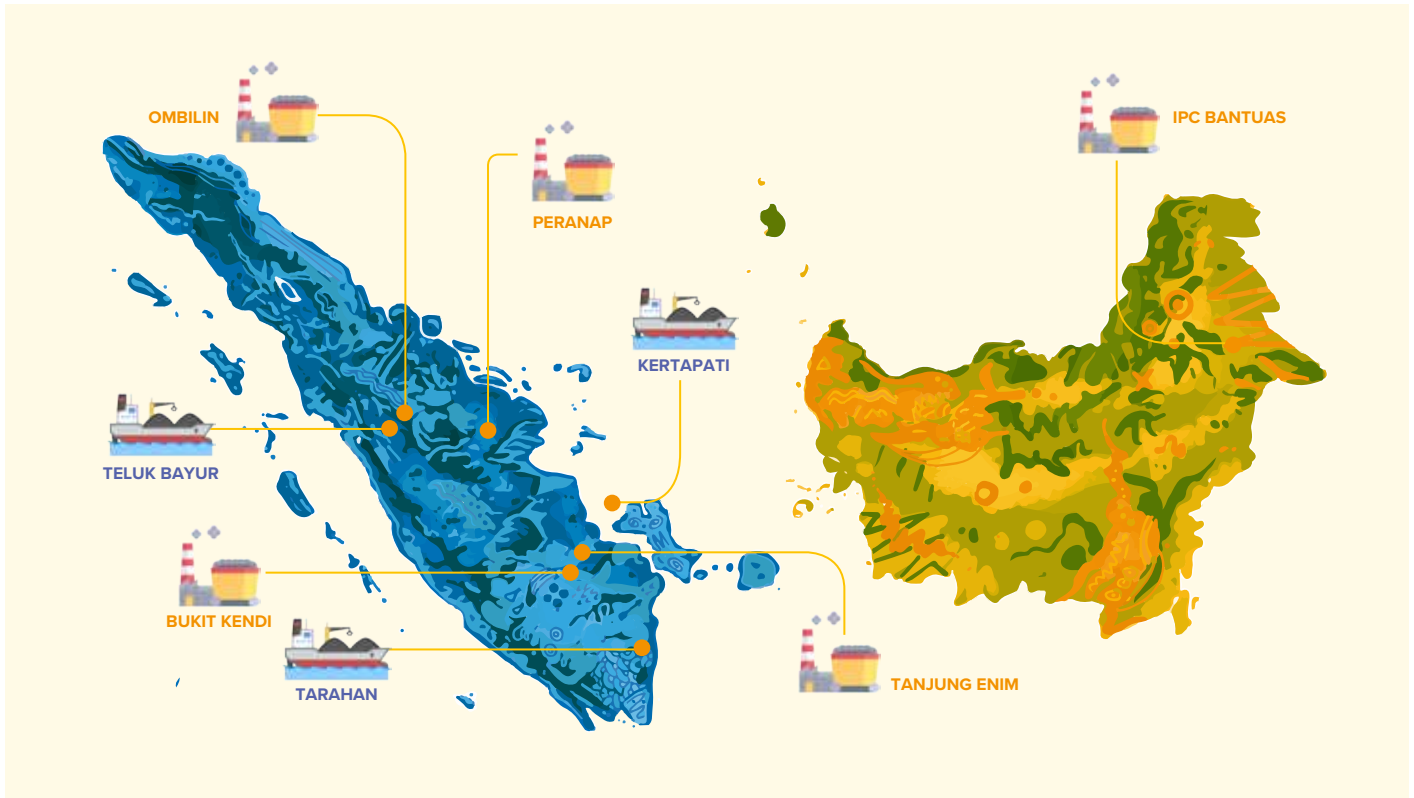 OMBILIN
IPC BANTUAS
PERANAP
KERTAPATI
TELUK BAYUR
BUKIT KENDI
TARAHAN
TANJUNG ENIM